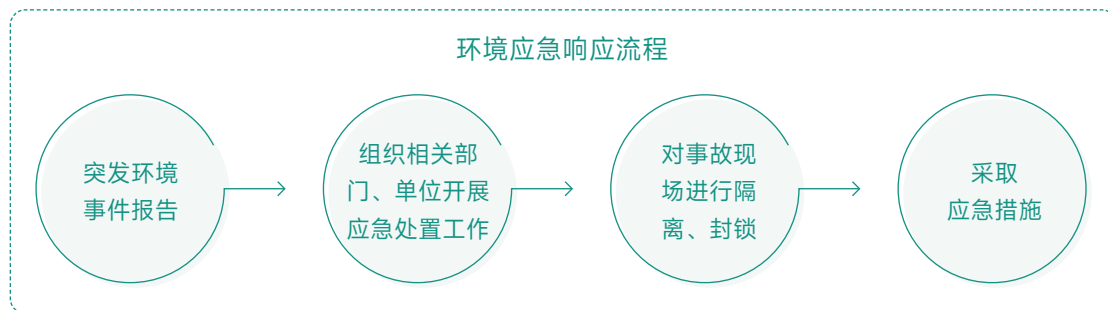 环境应急响应流程
突发环境
事件报告
组织相关部
门、单位开展
应急处置工作
对事故现
场进行隔
离、封锁
采取
应急措施